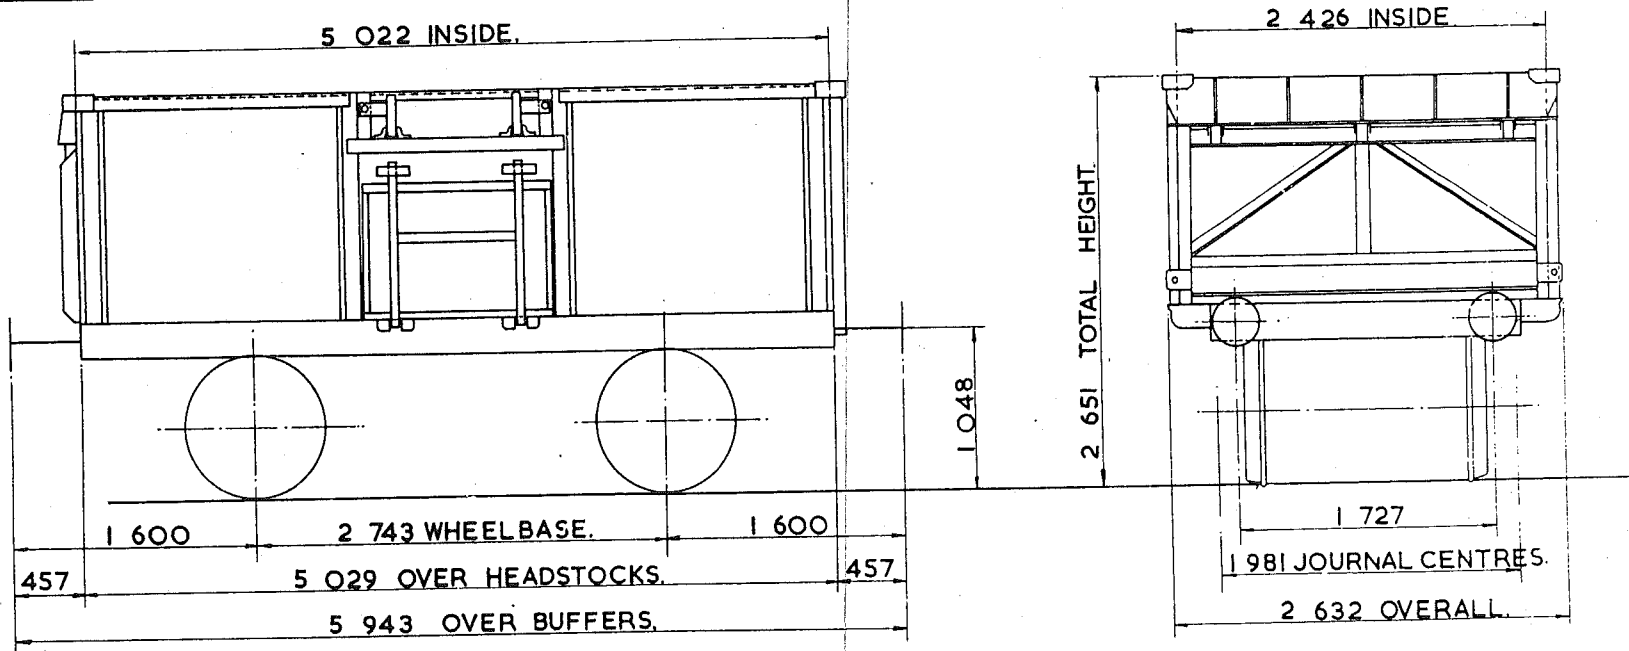 5 022 INSIDE.
2 426 INSIDE
2 651 TOTAL HEIGHT.
1 048
1 600
2 743 WHEELBASE.
1 600
1 727
457
5 029 OVER HEADSTOCKS.
457
1 981 JOURNAL CENTRES.
5 943 OVER BUFFERS.
2 632 OVERALL.